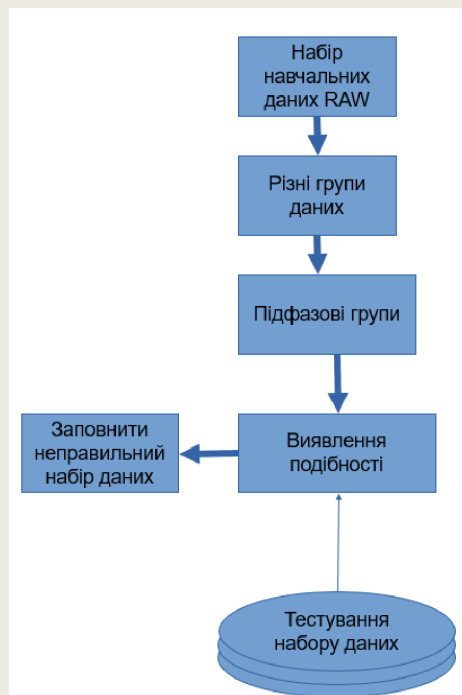 Набір
навчальних
даних RAW
Різні групи
даних
Підфазові групи
Заповнити
неправильний
набір даних
Виявлення
подібності
Тестування
набору даних